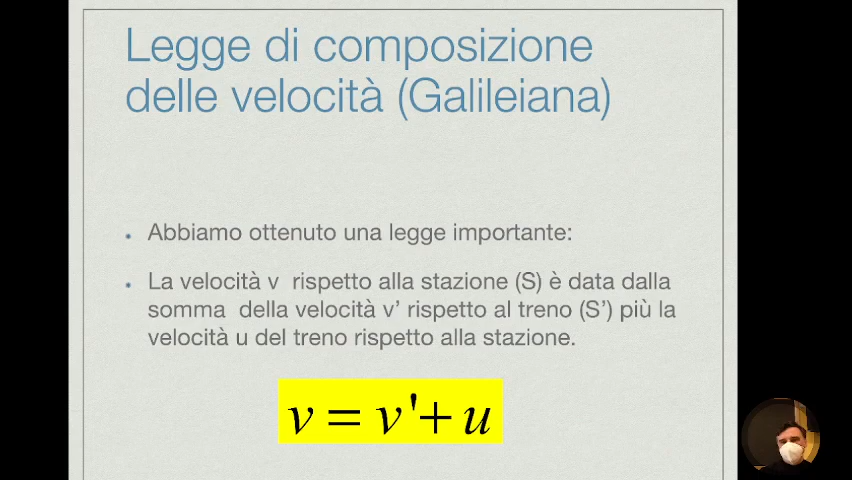 Legge di composizione
delle velocità (Galileiana)
Abbiamo ottenuto una legge importante:
La velocità v rispetto alla stazione (S) è data dalla
somma della velocità v' rispetto al treno (S') più la
velocità u del treno rispetto alla stazione.
v = v'+ u